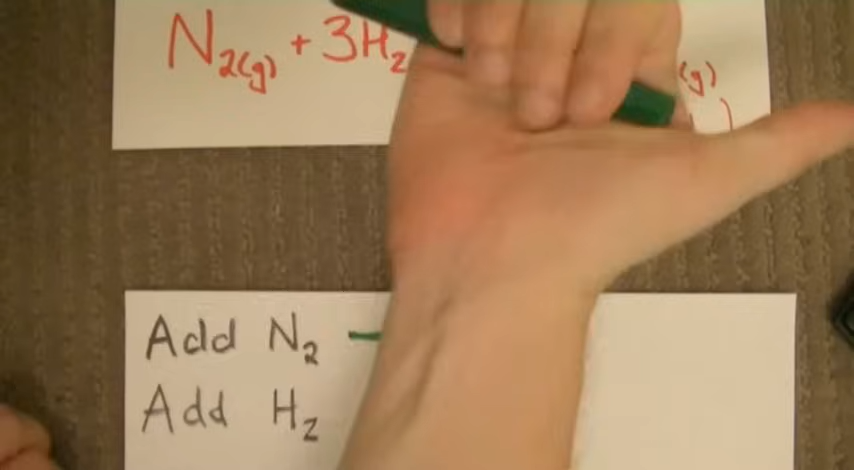 N₂(g) + 3H₂ (g)
Add N₂ –
Add H₂